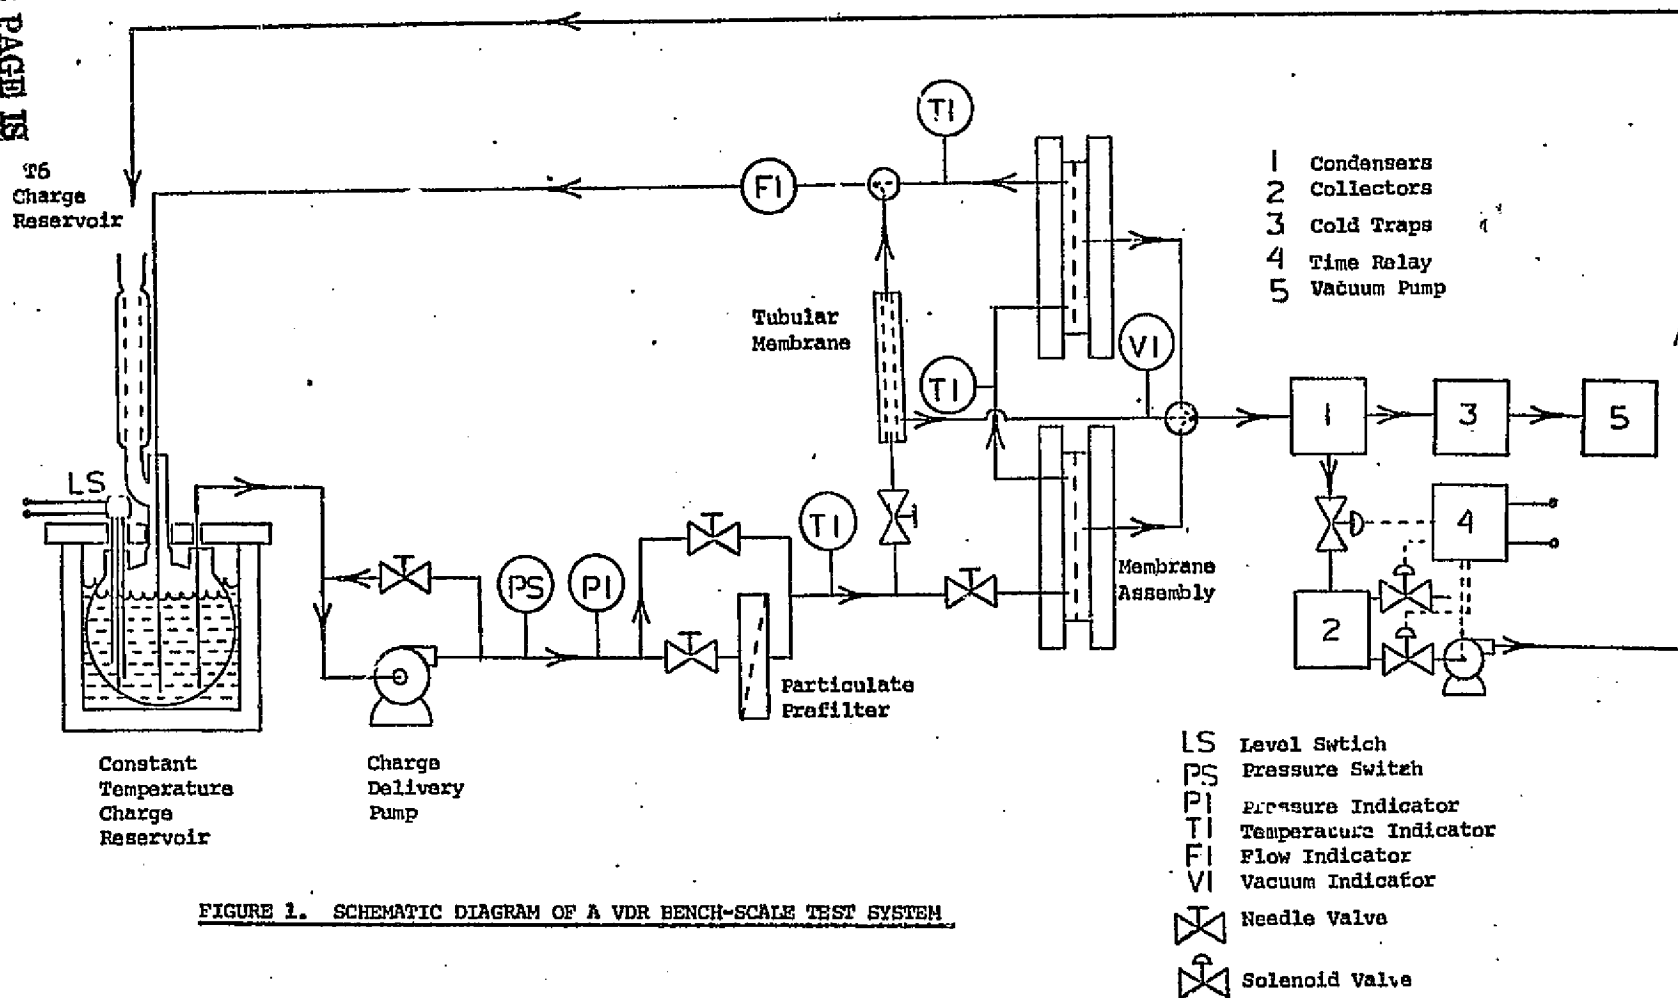 PAGE IS
T6
Charge
Reservoir
TI
FI
1 Condensers
2 Collectors
3 Cold Traps
4 Time Relay
5 Vacuum Pump
Tubular
Membrane
TI
VI
1
3
5
LS
TI
4
PS
PI
Membrane
Assembly
2
Particulate
Prefilter
Constant
Temperature
Charge
Reservoir
Charge
Delivery
Pump
LS Level Swtich
PS Pressure Switch
PI Pressure Indicator
TI Temperature Indicator
FI Flow Indicator
VI Vacuum Indicator
Needle Valve
Solenoid Valve
FIGURE 1. SCHEMATIC DIAGRAM OF A VDR BENCH-SCALE TEST SYSTEM